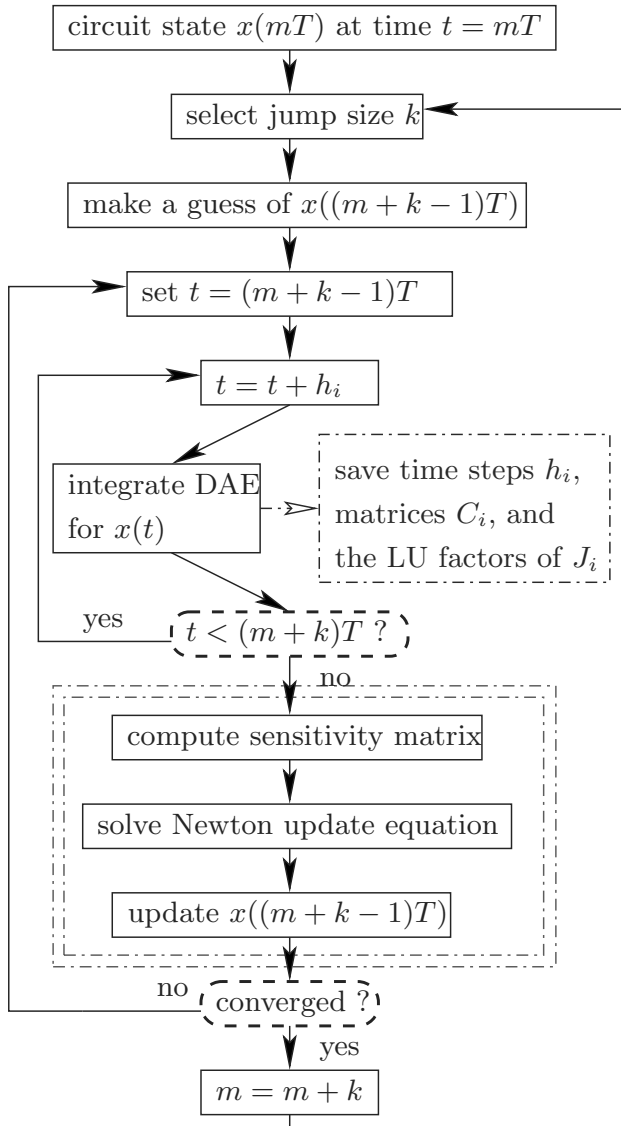 circuit state x(mT) at time t = mT
select jump size k
make a guess of x((m + k − 1)T)
set t = (m + k − 1)T
t = t + h_i
integrate DAE
for x(t)
save time steps h_i,
matrices C_i, and
the LU factors of J_i
yes
t < (m + k)T ?
no
compute sensitivity matrix
solve Newton update equation
update x((m + k − 1)T)
no
converged ?
yes
m = m + k